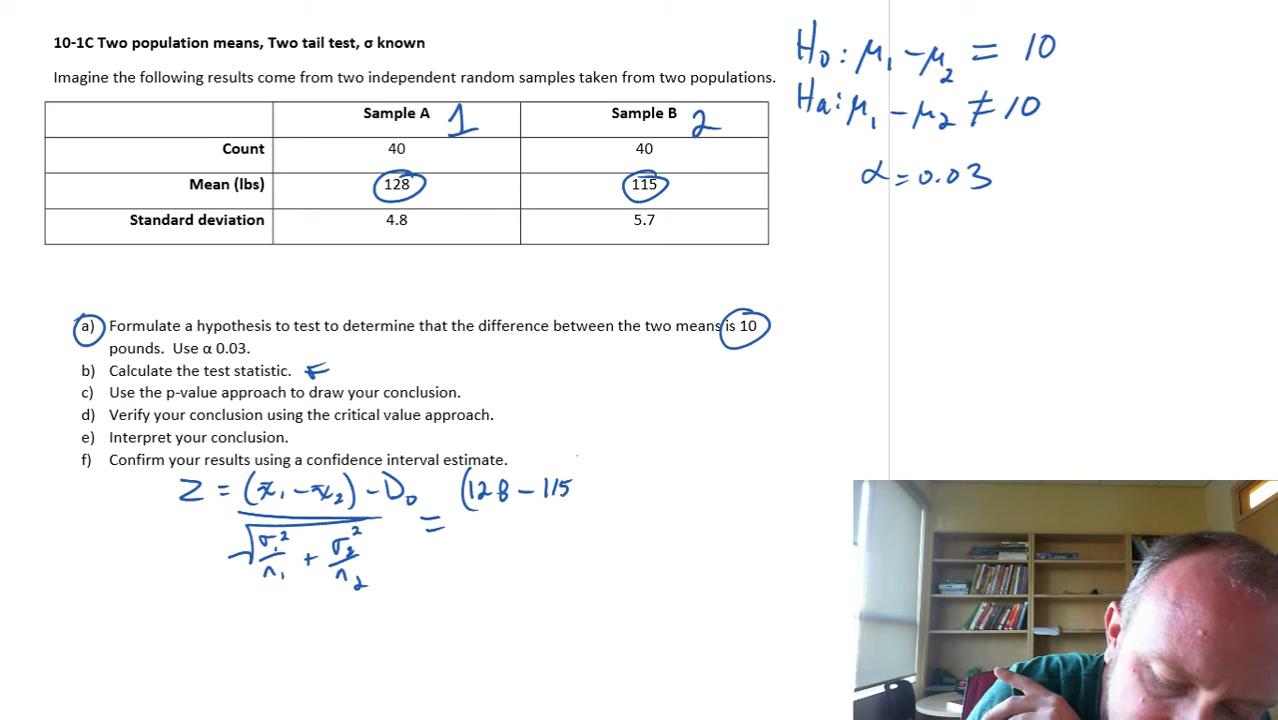 10-1C Two population means, Two tail test, σ known
Imagine the following results come from two independent random samples taken from two populations.
Sample A 1 Sample B 2
Count 40 40
Mean (lbs) 128 115
Standard deviation 4.8 5.7
H₀: μ₁ - μ₂ = 10
Ha: μ₁ - μ₂ ≠ 10
α = 0.03
a) Formulate a hypothesis to test to determine that the difference between the two means is 10
pounds. Use α 0.03.
b) Calculate the test statistic.
c) Use the p-value approach to draw your conclusion.
d) Verify your conclusion using the critical value approach.
e) Interpret your conclusion.
f) Confirm your results using a confidence interval estimate.
Z = (x̄₁ - x̄₂) - D₀ = (128 - 115
√ σ₁² + σ₂²
n₁ n₂